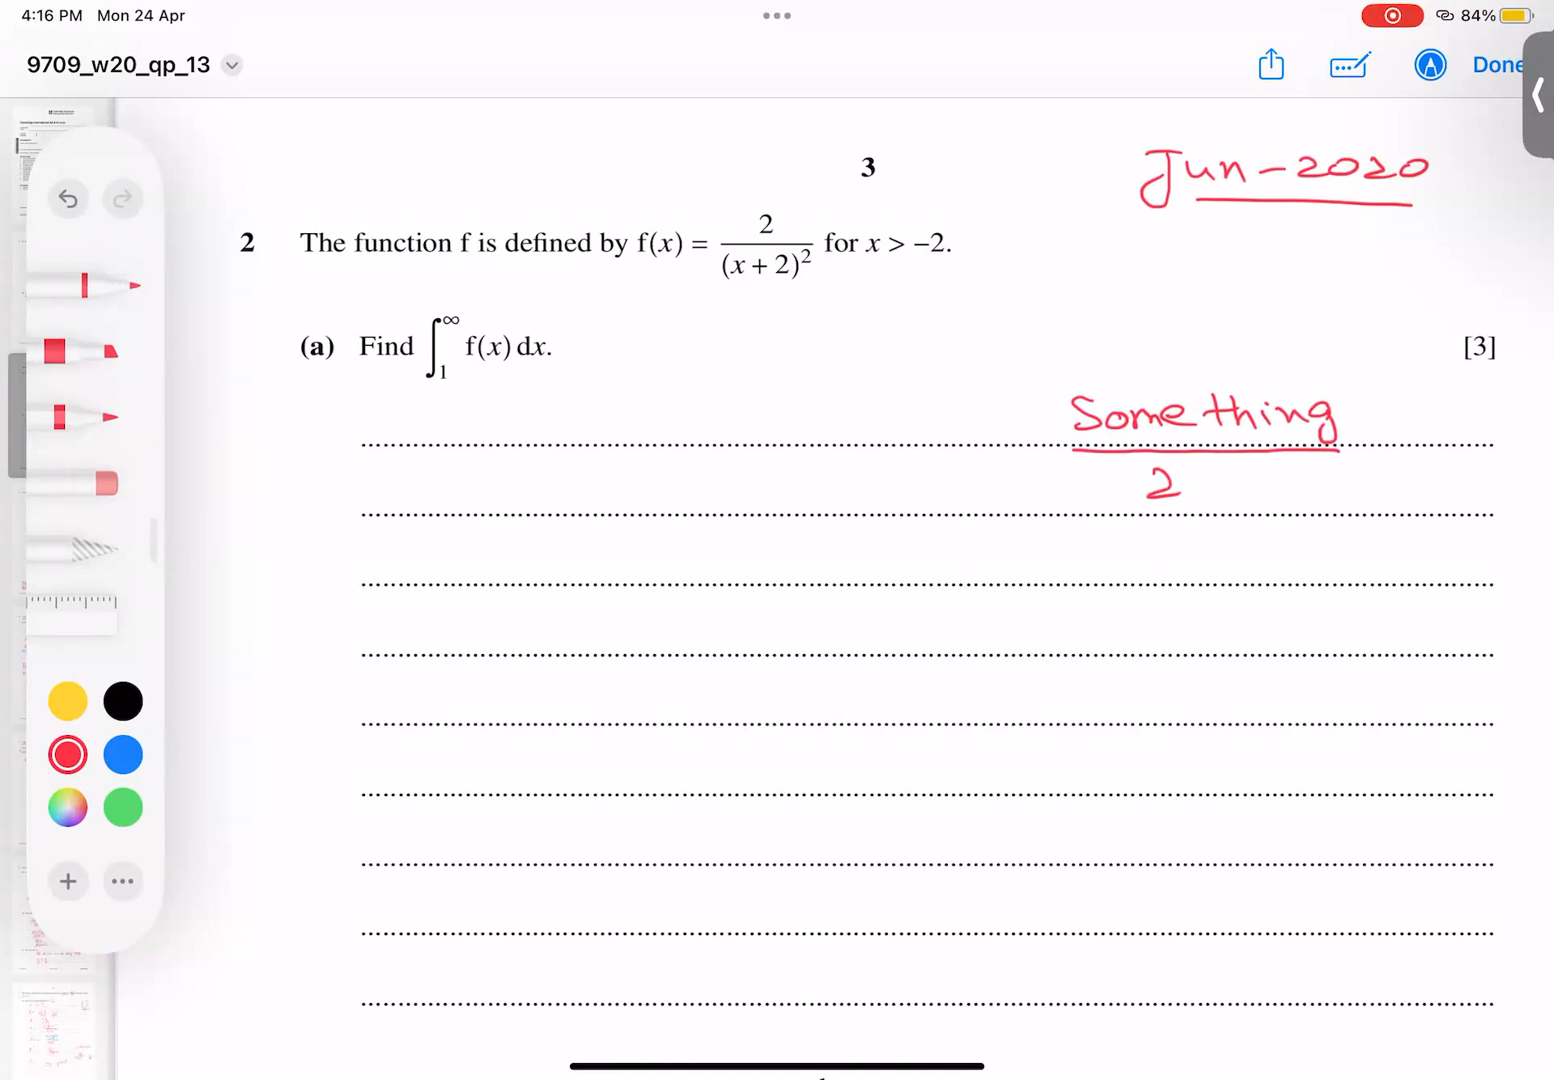 4:16 PM Mon 24 Apr
84%
9709_w20_qp_13
Done
3
Jun-2020
2 The function f is defined by f(x) = 2/(x + 2)² for x > −2.
(a) Find ∫₁^∞ f(x) dx. [3]
Something
2